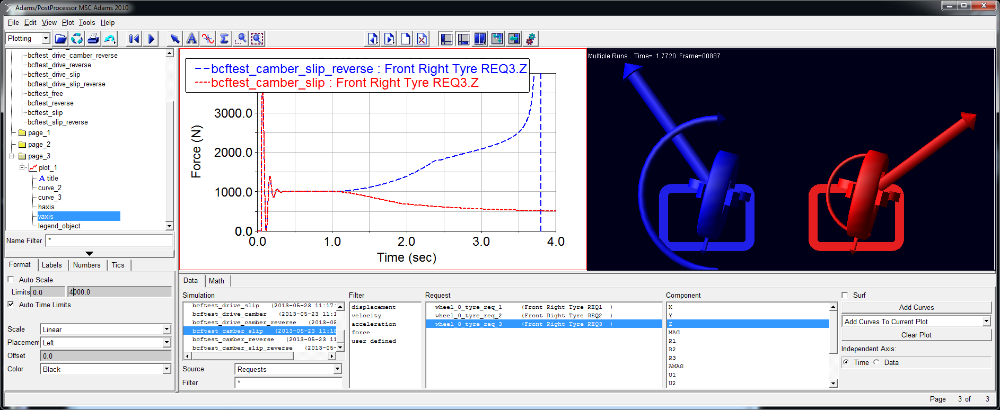 Adams/PostProcessor MSC Adams 2010
File Edit View Plot Tools Help
Plotting
bcftest_drive_camber_reverse
bcftest_drive_reverse
bcftest_drive_slip
bcftest_drive_slip_reverse
bcftest_free
bcftest_reverse
bcftest_slip
bcftest_slip_reverse
page_1
page_2
page_3
plot_1
A title
curve_2
curve_3
haxis
vaxis
legend_object
Name Filter *
Format Labels Numbers Tics
Auto Scale
Limits 0.0 4000.0
Auto Time Limits
Scale Linear
Placement Left
Offset 0.0
Color Black
bcftest_camber_slip_reverse : Front Right Tyre REQ3.Z
bcftest_camber_slip : Front Right Tyre REQ3.Z
Force (N)
3000.0
2000.0
1000.0
0.0
0.0 1.0 2.0 3.0 4.0
Time (sec)
Multiple Runs Time= 1.7720 Frame=00887
Data Math
Simulation
bcftest_drive_slip (2013-05-23 11:17:
bcftest_drive_camber (2013-05-23 11:1
bcftest_drive_camber_reverse (2013-05
bcftest_camber_slip (2013-05-23 11:18
bcftest_camber_reverse (2013-05-23 11
bcftest_camber_slip_reverse (2013-05-
Source Requests
Filter *
Filter
displacement
velocity
acceleration
force
user defined
Request
wheel_0_tyre_req_1 (Front Right Tyre REQ1 )
wheel_0_tyre_req_2 (Front Right Tyre REQ2 )
wheel_0_tyre_req_3 (Front Right Tyre REQ3 )
Component
X
Y
Z
MAG
R1
R2
R3
AMAG
U1
U2
Surf
Add Curves
Add Curves To Current Plot
Clear Plot
Independent Axis:
Time Data
Page 3 of 3